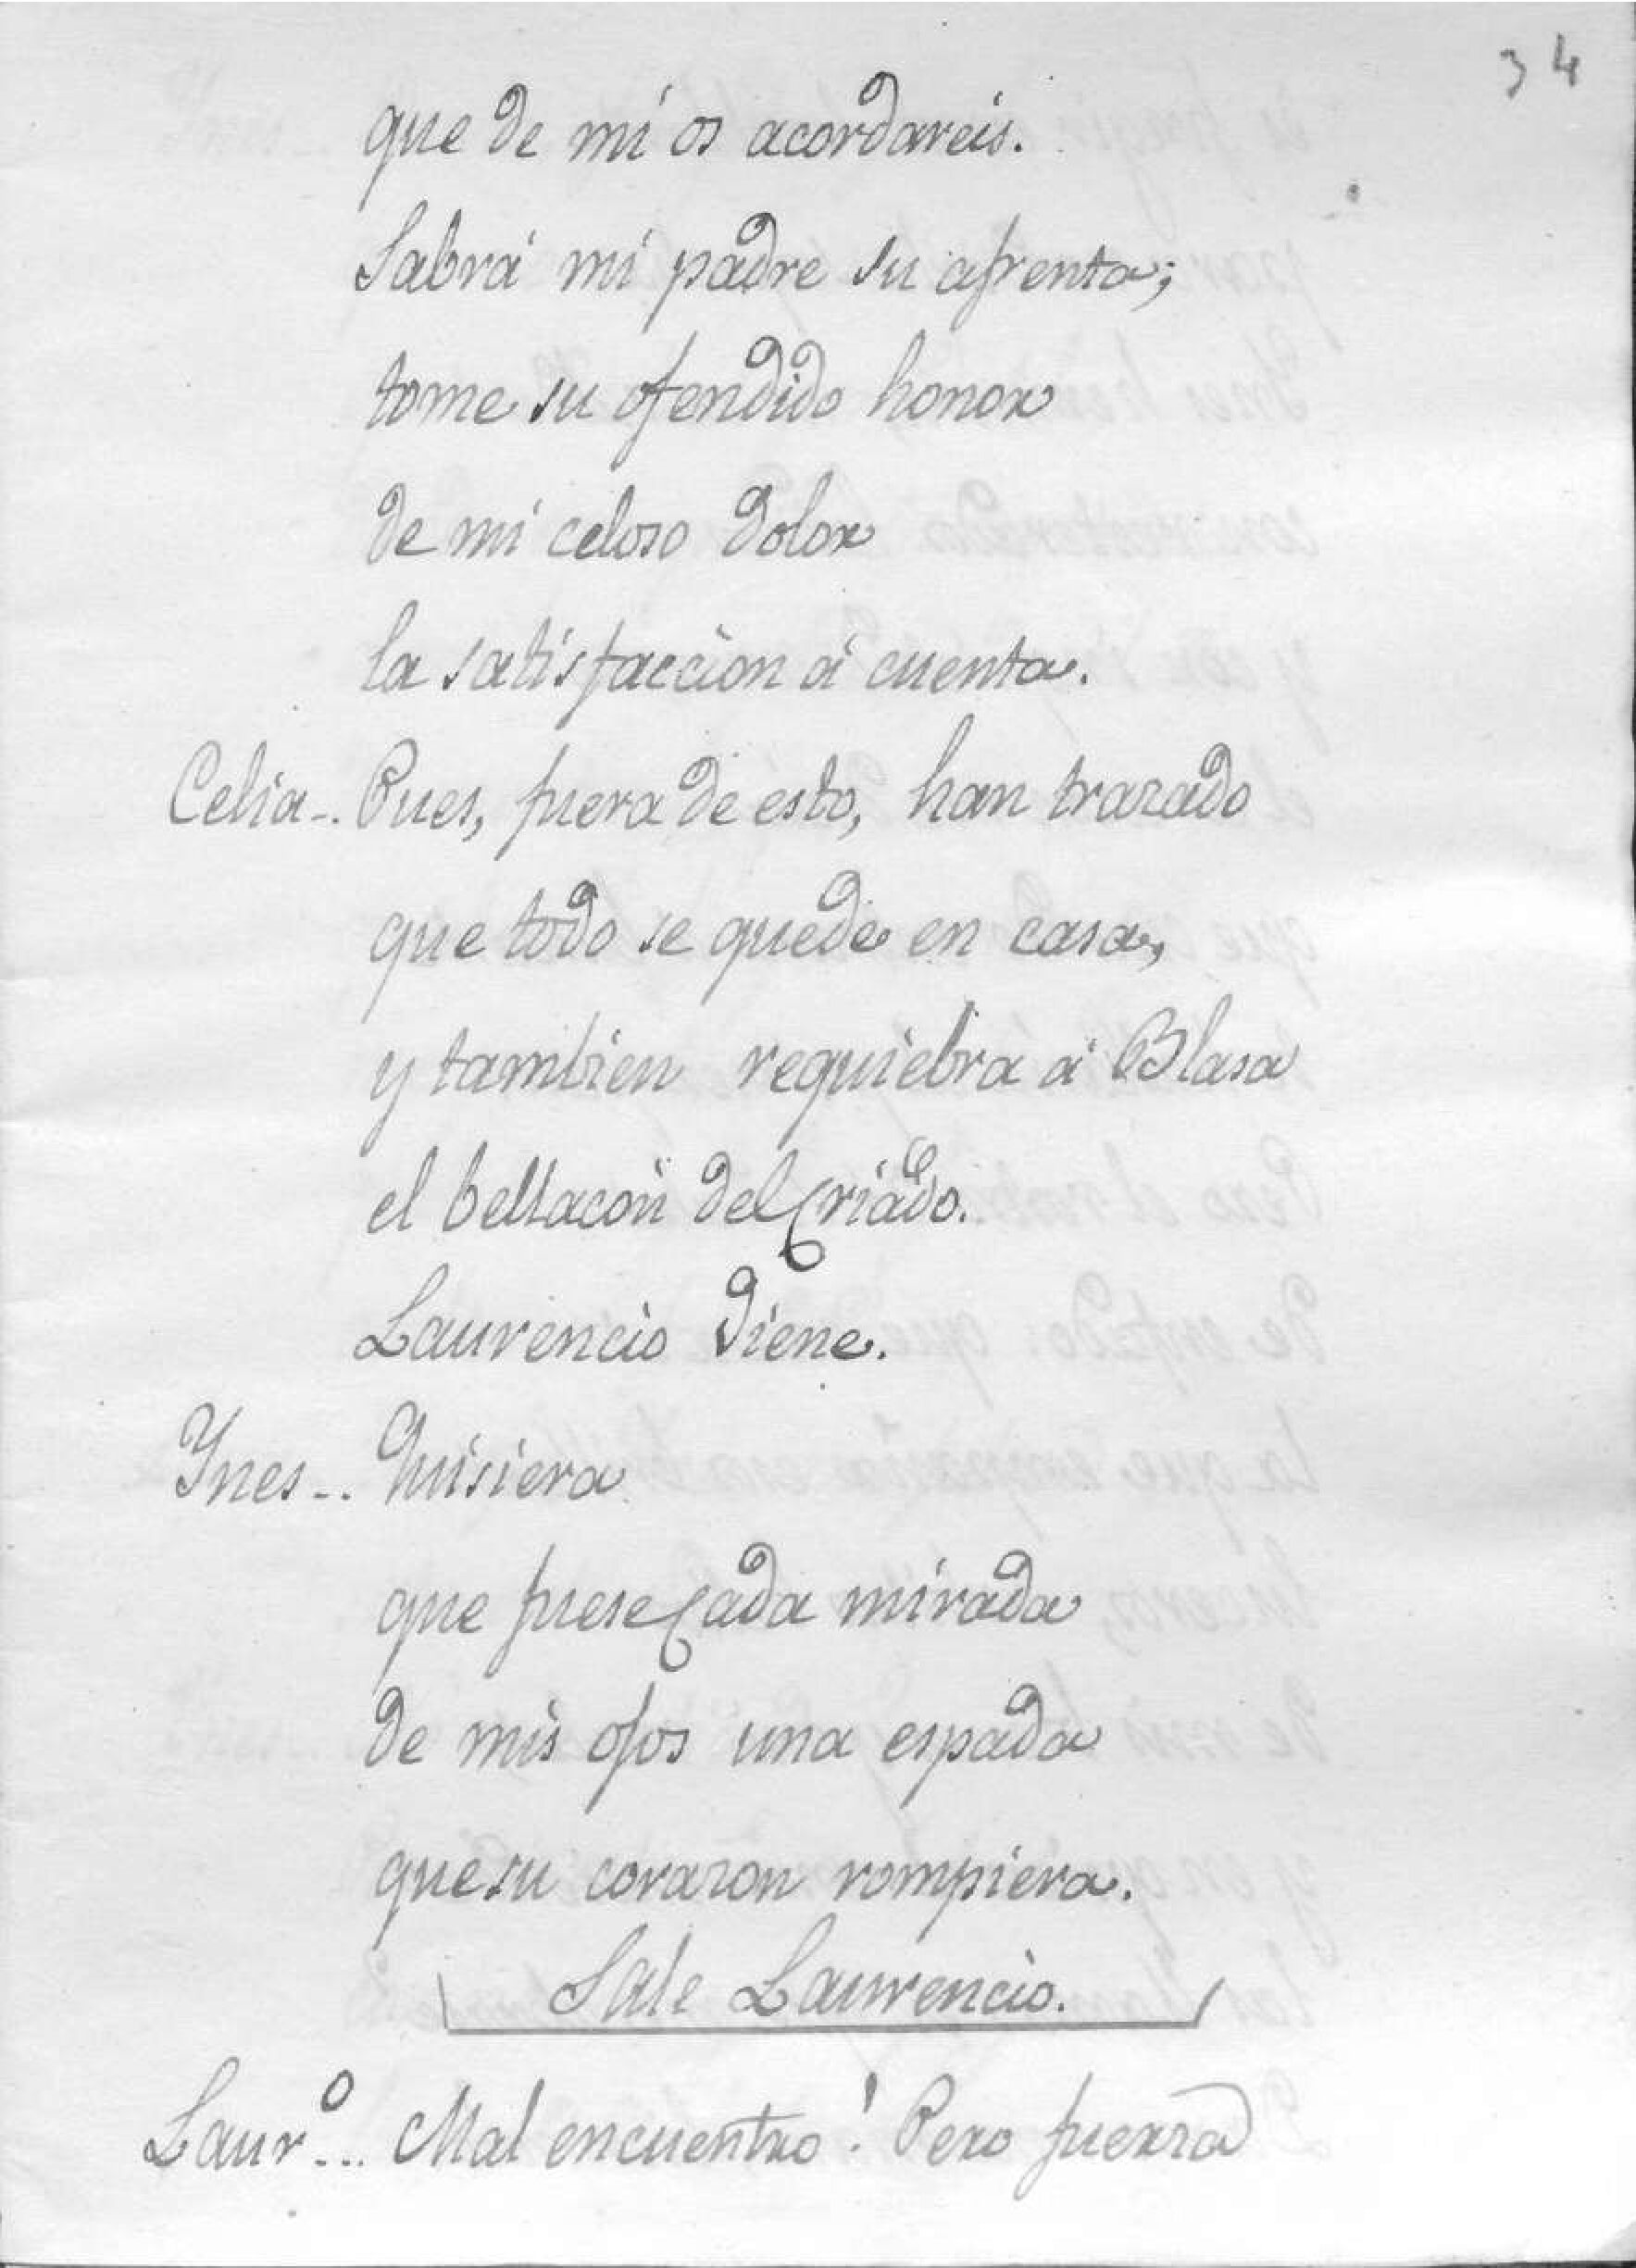 34
que de mi os acordareis.
Sabrá mi padre su afrenta;
tome su ofendido honor
de mi celoso dolor
la satisfaccion á cuenta.
Celia-. Pues, fuera de esto, han trazado
que todo se quede en casa,
y tambien requiebra á Blasa
el bellacon del criado.
Laurencio viene.
Ynes-.. Quisiera
que fuese cada mirada
de mis ojos una espada
que su corazon rompiera.
Sale Laurencio.
Laurº... Mal encuentro! Pero fuerza